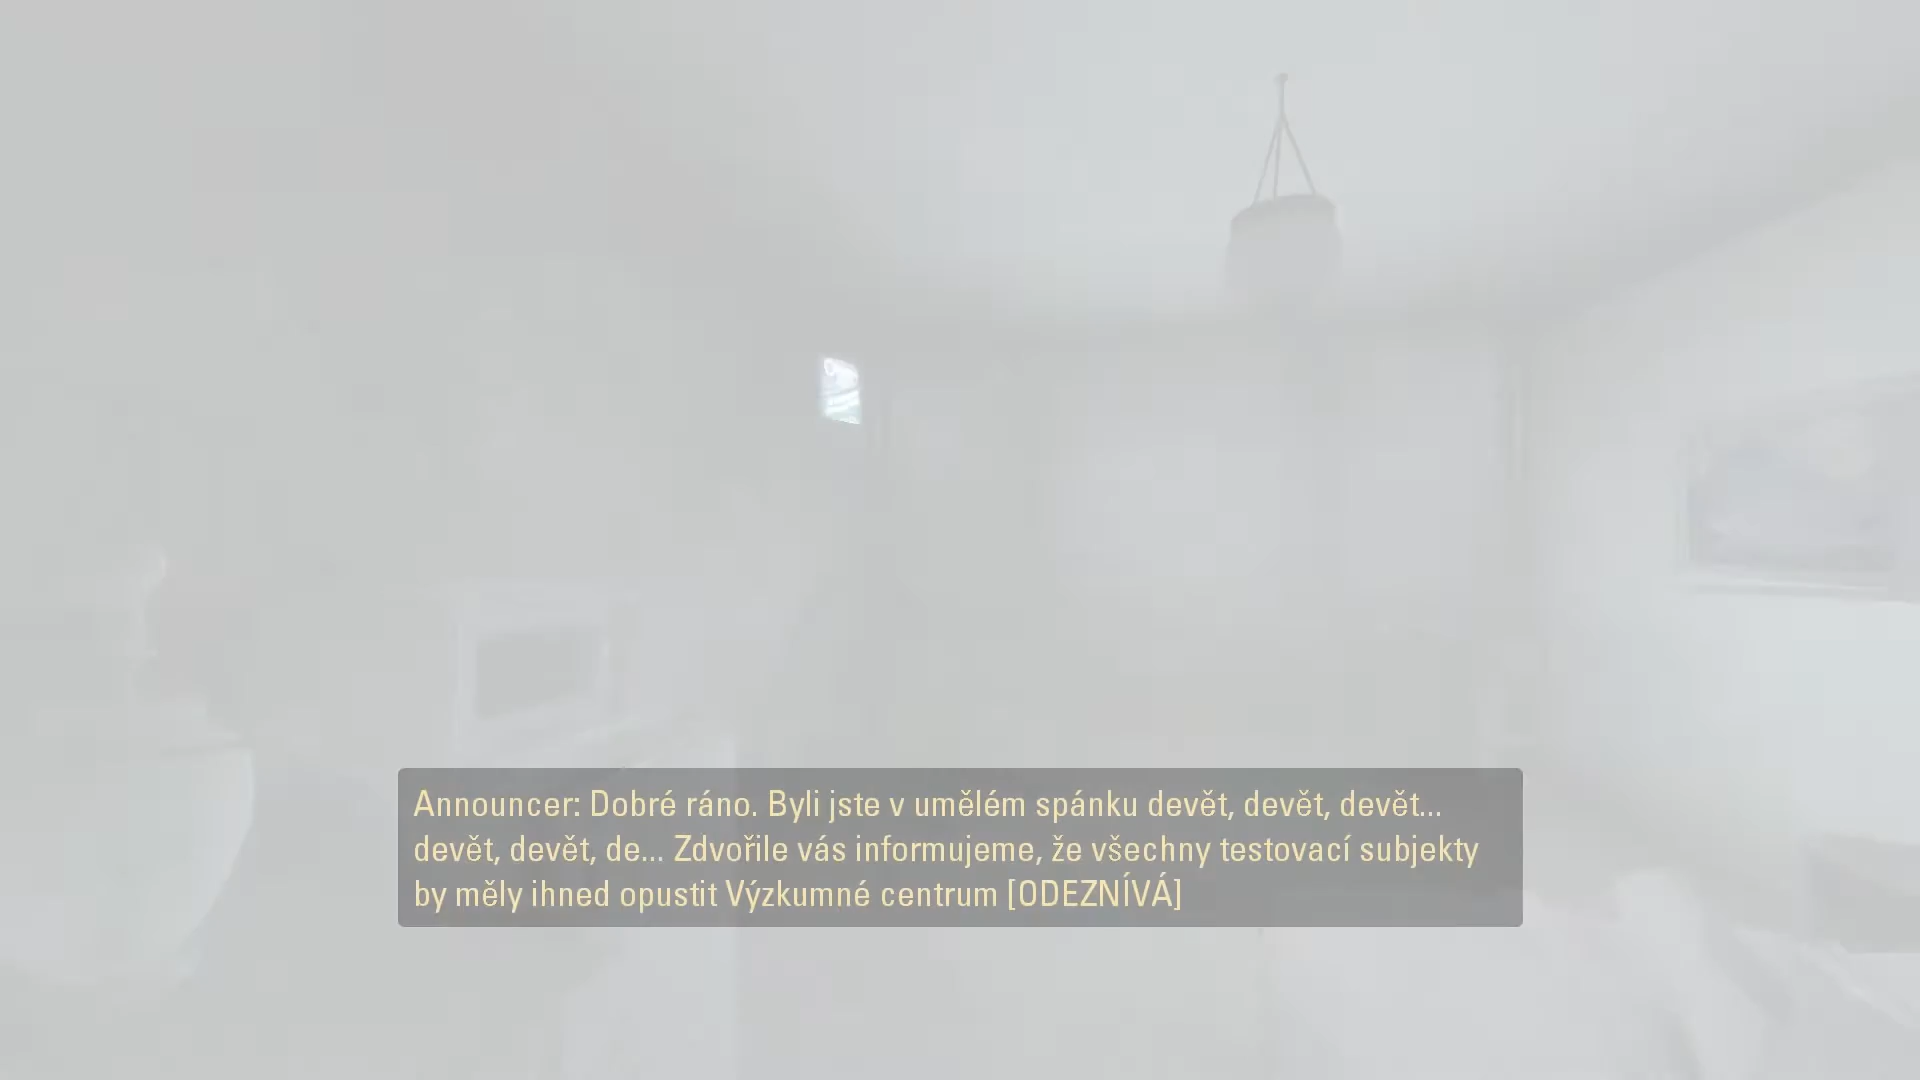 Announcer: Dobré ráno. Byli jste v umělém spánku devět, devět, devět...
devět, devět, de... Zdvořile vás informujeme, že všechny testovací subjekty
by měly ihned opustit Výzkumné centrum [ODEZNÍVÁ]